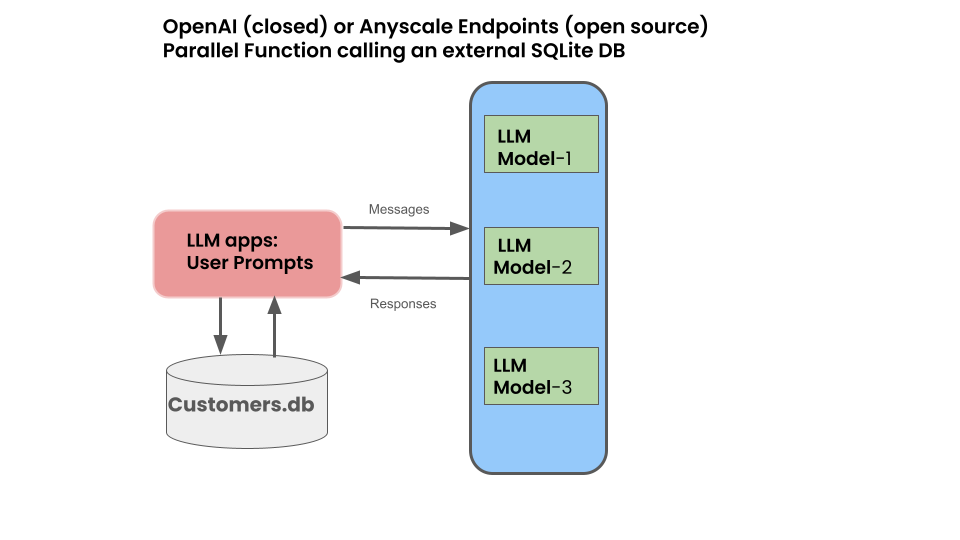 OpenAI (closed) or Anyscale Endpoints (open source)
Parallel Function calling an external SQLite DB
LLM
Model-1
Messages
LLM apps:
User Prompts
LLM
Model-2
Responses
LLM
Model-3
Customers.db